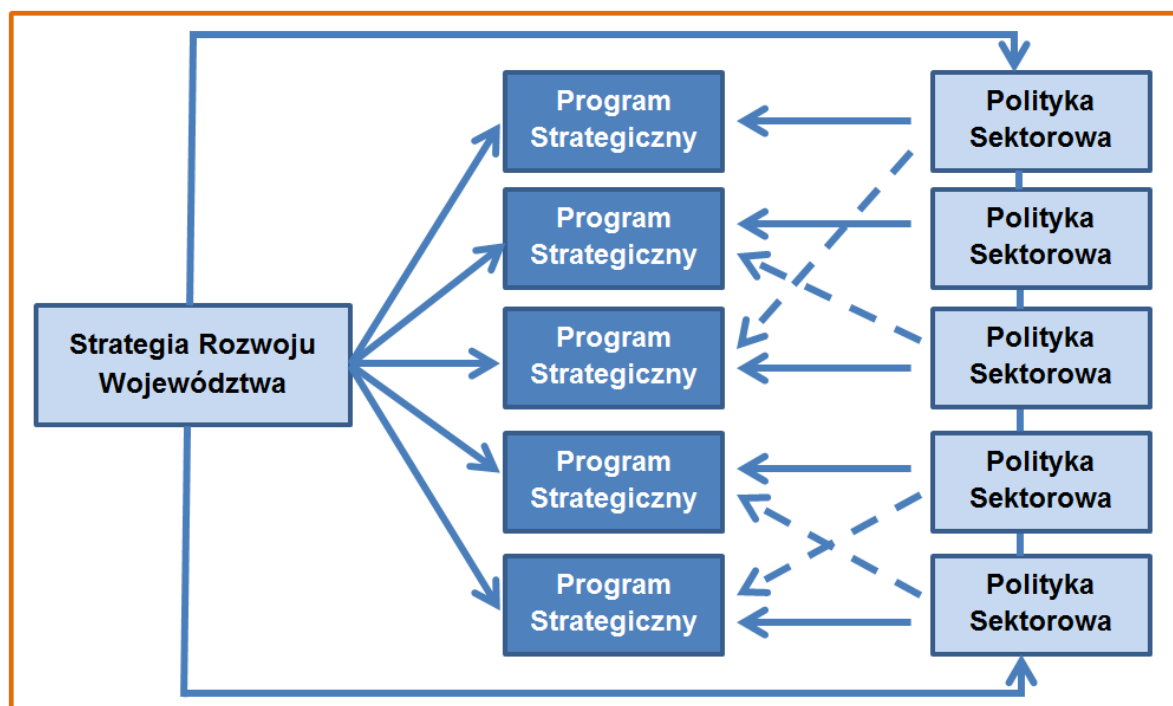 Program
Strategiczny
Polityka
Sektorowa
Program
Strategiczny
Polityka
Sektorowa
Strategia Rozwoju
Województwa
Program
Strategiczny
Polityka
Sektorowa
Program
Strategiczny
Polityka
Sektorowa
Program
Strategiczny
Polityka
Sektorowa